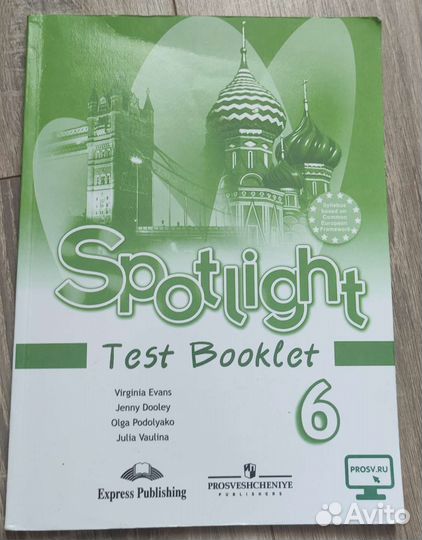 Syllabus
based on
Common
European
Framework
Spotlight
Test Booklet
6
Virginia Evans
Jenny Dooley
Olga Podolyako
Julia Vaulina
Express Publishing
PROSVESHCHENIYE
PUBLISHERS
PROSV.RU
Avito